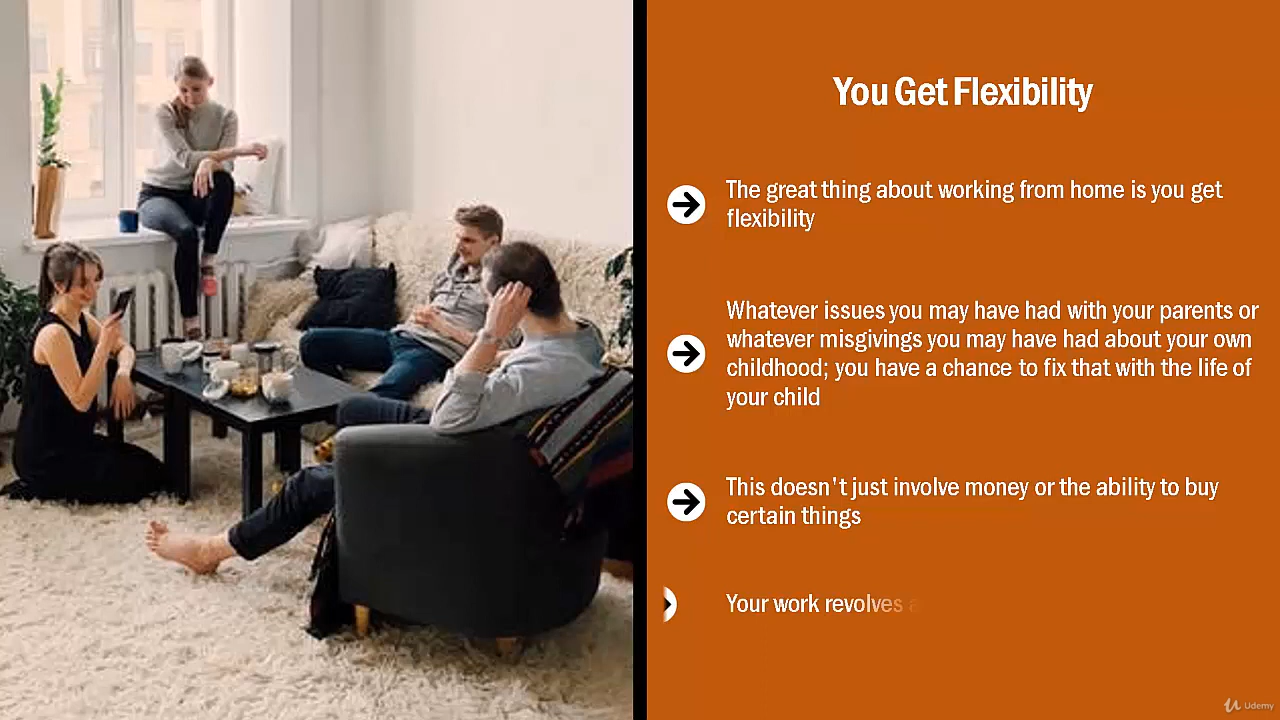 You Get Flexibility
The great thing about working from home is you get
flexibility
Whatever issues you may have had with your parents or
whatever misgivings you may have had about your own
childhood; you have a chance to fix that with the life of
your child
This doesn't just involve money or the ability to buy
certain things
Your work revolves
Udemy